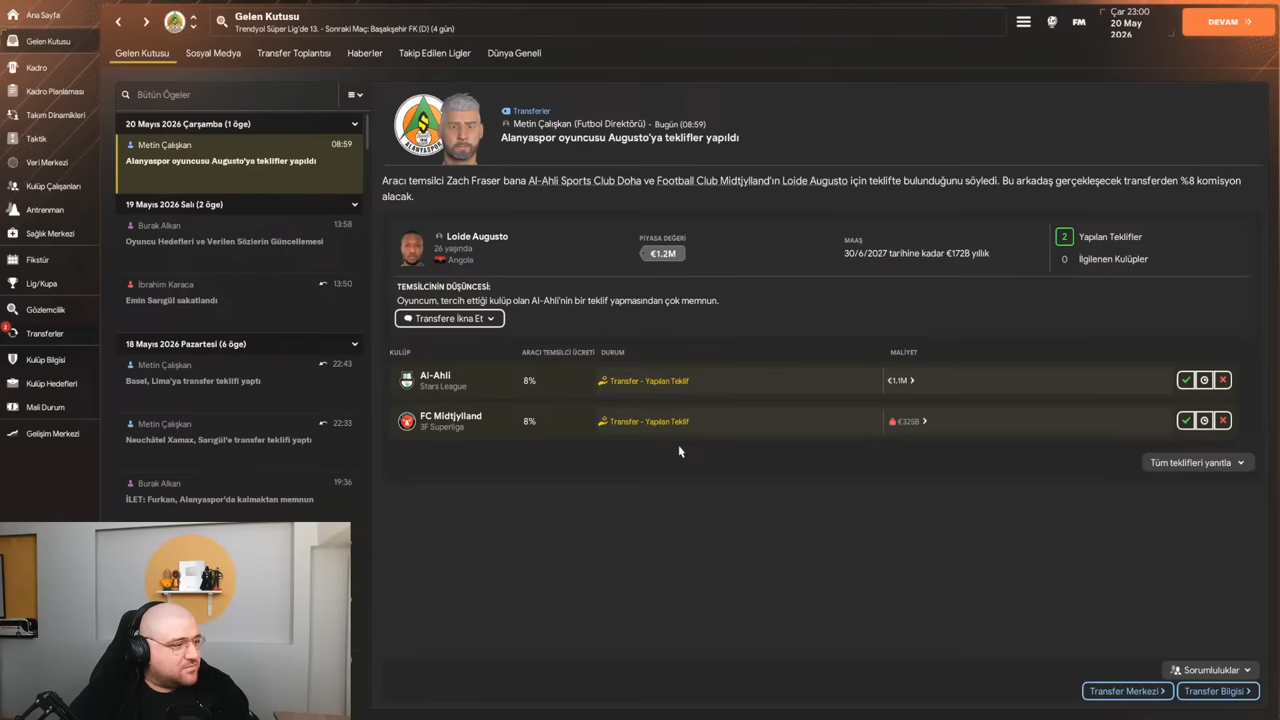 Ana Sayfa
Gelen Kutusu
Kadro
Kadro Planlaması
Takım Dinamikleri
Taktik
Veri Merkezi
Kulüp Çalışanları
Antrenman
Sağlık Merkezi
Fikstür
Lig/Kupa
Gözlemcilik
2
Transferler
Kulüp Bilgisi
Kulüp Hedefleri
Mali Durum
Gelişim Merkezi
Gelen Kutusu
Trendyol Süper Lig'de 13. - Sonraki Maç: Başakşehir FK (D) (4 gün)
FM
Çar 23:00
20 May
2026
DEVAM
Gelen Kutusu
Sosyal Medya
Transfer Toplantısı
Haberler
Takip Edilen Ligler
Dünya Geneli
Bütün Ögeler
20 Mayıs 2026 Çarşamba (1 öge)
Metin Çalışkan
08:59
Alanyaspor oyuncusu Augusto'ya teklifler yapıldı
19 Mayıs 2026 Salı (2 öge)
Burak Alkan
13:58
Oyuncu Hedefleri ve Verilen Sözlerin Güncellemesi
İbrahim Karaca
13:50
Emin Sarıgül sakatlandı
18 Mayıs 2026 Pazartesi (6 öge)
Metin Çalışkan
22:43
Basel, Lima'ya transfer teklifi yaptı
Metin Çalışkan
22:33
Neuchâtel Xamax, Sarıgül'e transfer teklifi yaptı
Burak Alkan
19:36
İLET: Furkan, Alanyaspor'da kalmaktan memnun
ALANYASPOR
Transferler
Metin Çalışkan (Futbol Direktörü) - Bugün (08:59)
Alanyaspor oyuncusu Augusto'ya teklifler yapıldı
Aracı temsilci Zach Fraser bana Al-Ahli Sports Club Doha ve Football Club Midtjylland'ın Loide Augusto için teklifte bulunduğunu söyledi. Bu arkadaş gerçekleşecek transferden %8 komisyon
alacak.
Loide Augusto
26 yaşında
Angola
PİYASA DEĞERİ
€1.2M
MAAŞ
30/6/2027 tarihine kadar €172B yıllık
2 Yapılan Teklifler
0 İlgilenen Kulüpler
TEMSİLCİNİN DÜŞÜNCESİ:
Oyuncum, tercih ettiği kulüp olan Al-Ahli'nin bir teklif yapmasından çok memnun.
Transfere İkna Et
KULÜP
ARACI TEMSİLCİ ÜCRETİ
DURUM
MALİYET
Al-Ahli
Stars League
8%
Transfer - Yapılan Teklif
€1.1M
FC Midtjylland
3F Superliga
8%
Transfer - Yapılan Teklif
€325B
Tüm teklifleri yanıtla
Sorumluluklar
Transfer Merkezi
Transfer Bilgisi